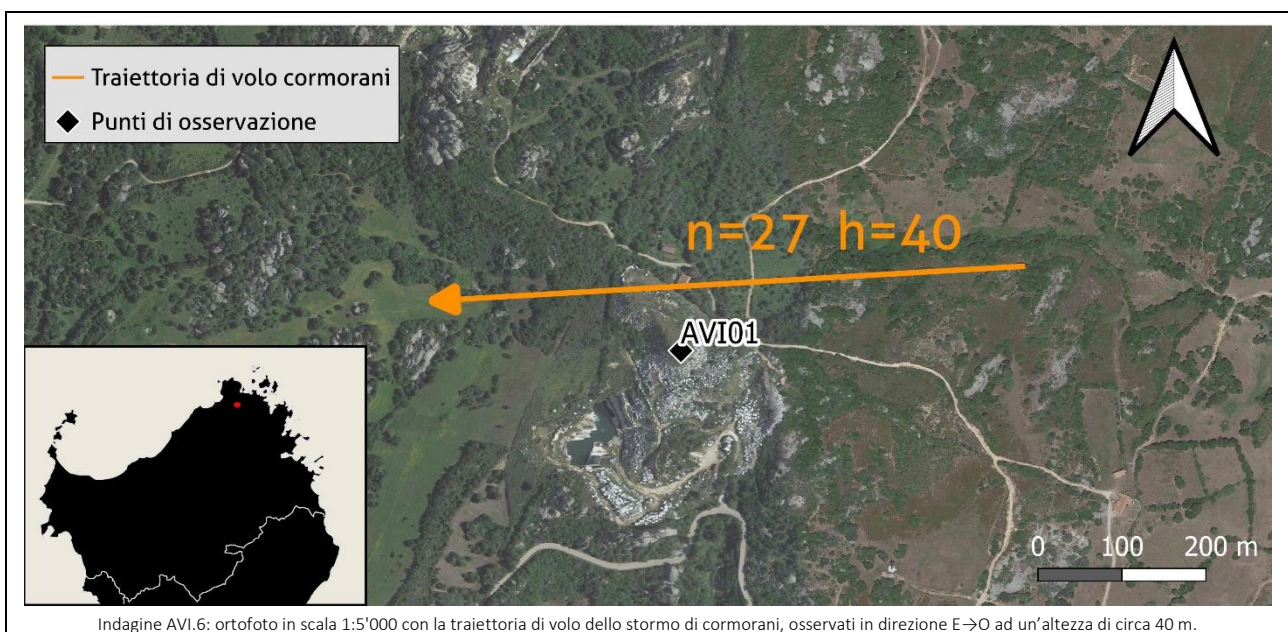 Traiettoria di volo cormorani
Punti di osservazione
n=27 h=40
AVI01
0 100 200 m
Indagine AVI.6: ortofoto in scala 1:5'000 con la traiettoria di volo dello stormo di cormorani, osservati in direzione E→O ad un'altezza di circa 40 m.